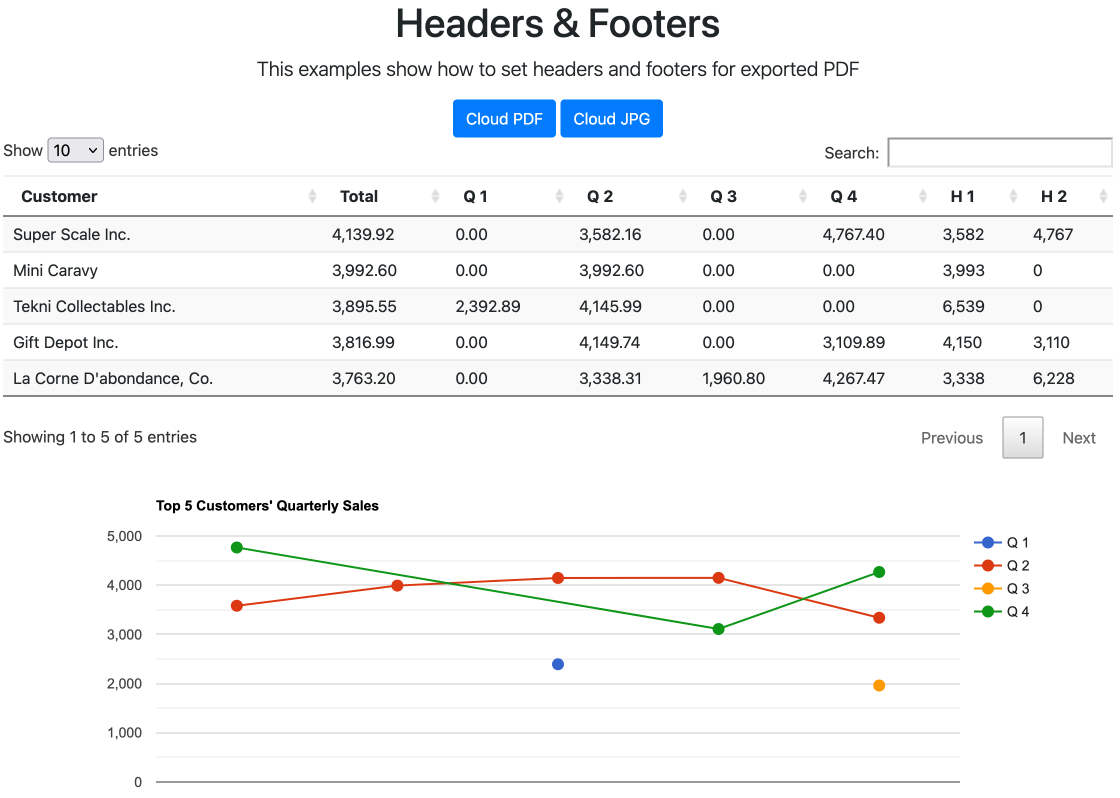 Headers & Footers
This examples show how to set headers and footers for exported PDF
Cloud PDF Cloud JPG
Show 10 entries Search:
Customer Total Q 1 Q 2 Q 3 Q 4 H 1 H 2
Super Scale Inc. 4,139.92 0.00 3,582.16 0.00 4,767.40 3,582 4,767
Mini Caravy 3,992.60 0.00 3,992.60 0.00 0.00 3,993 0
Tekni Collectables Inc. 3,895.55 2,392.89 4,145.99 0.00 0.00 6,539 0
Gift Depot Inc. 3,816.99 0.00 4,149.74 0.00 3,109.89 4,150 3,110
La Corne D'abondance, Co. 3,763.20 0.00 3,338.31 1,960.80 4,267.47 3,338 6,228
Showing 1 to 5 of 5 entries Previous 1 Next
Top 5 Customers' Quarterly Sales
5,000
4,000
3,000
2,000
1,000
0
Q 1
Q 2
Q 3
Q 4